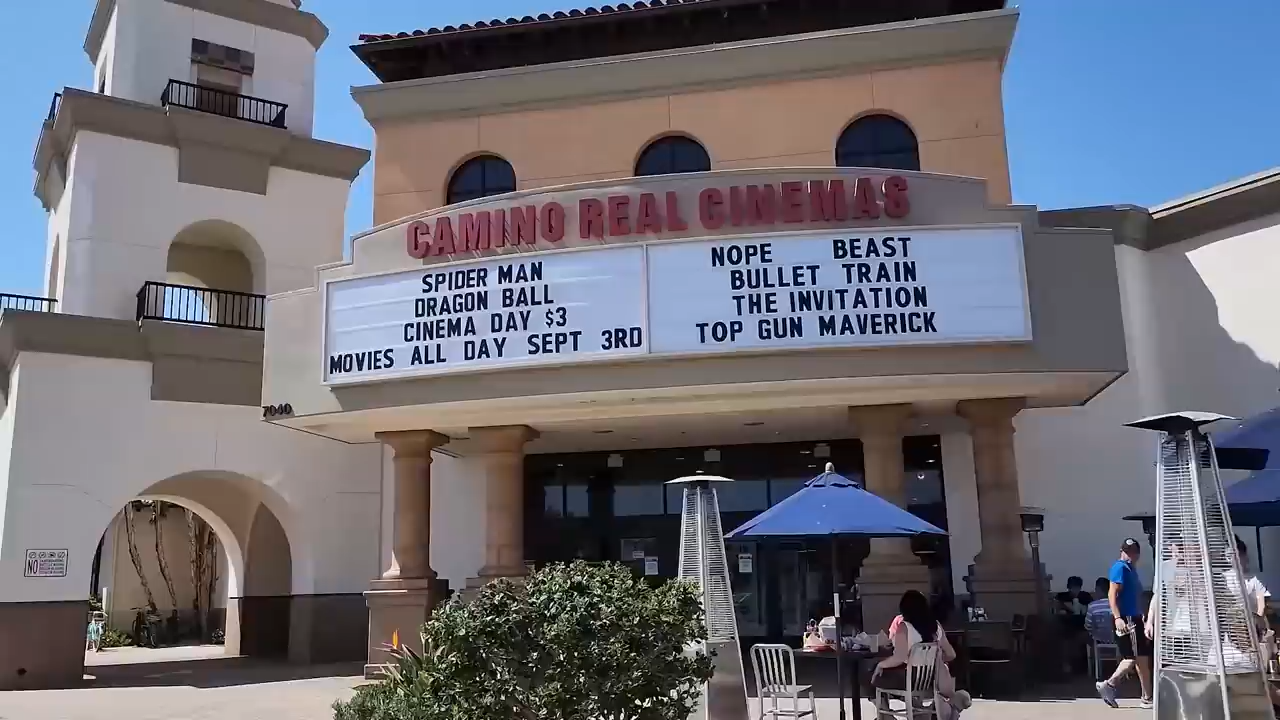 CAMINO REAL CINEMAS
SPIDER MAN
DRAGON BALL
CINEMA DAY $3
MOVIES ALL DAY SEPT 3RD
NOPE BEAST
BULLET TRAIN
THE INVITATION
TOP GUN MAVERICK
7040
NO